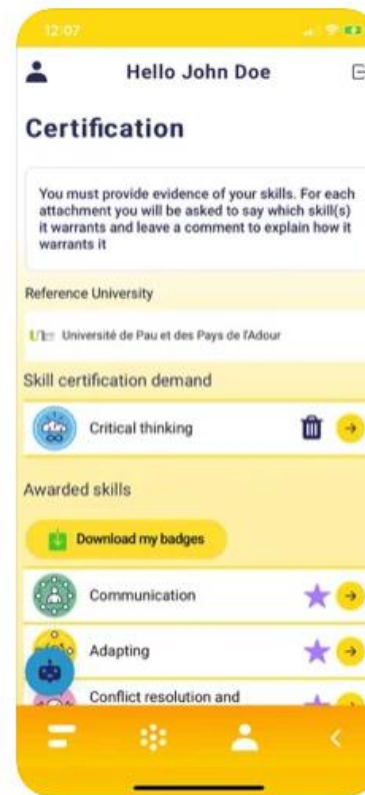 12:07
Hello John Doe
Certification
You must provide evidence of your skills. For each
attachment you will be asked to say which skill(s)
it warrants and leave a comment to explain how it
warrants it
Reference University
Université de Pau et des Pays de l'Adour
Skill certification demand
Critical thinking
Awarded skills
Download my badges
Communication
Adapting
Conflict resolution and